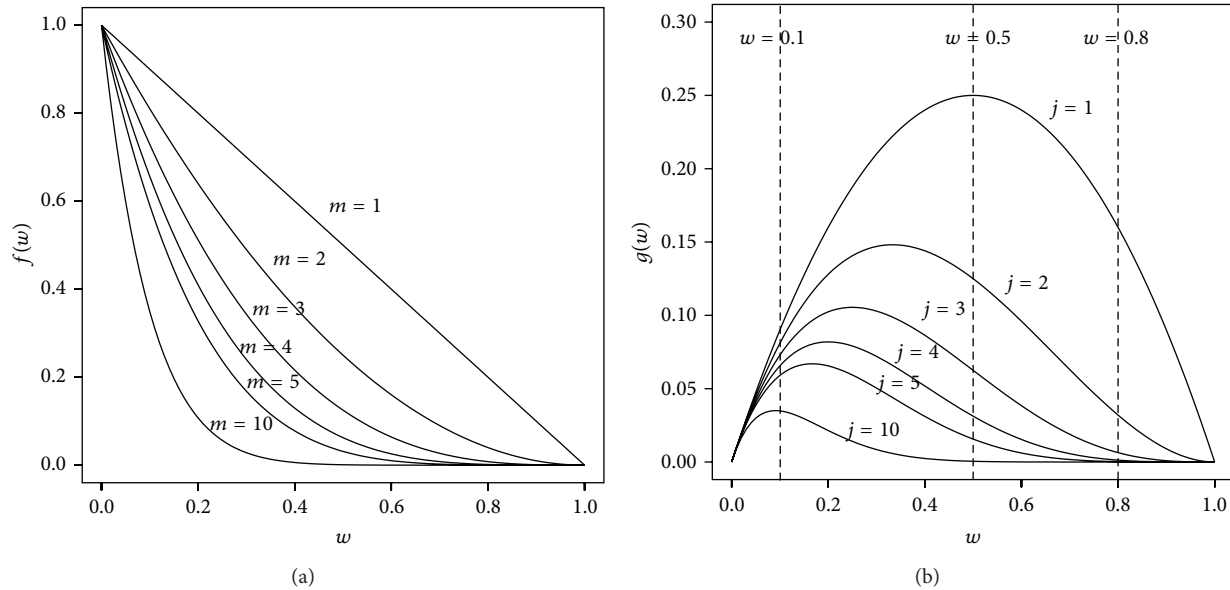 1.0
0.8
0.6
0.4
0.2
0.0
f(w)
m = 1
m = 2
m = 3
m = 4
m = 5
m = 10
0.0 0.2 0.4 0.6 0.8 1.0
w
(a)
0.30
0.25
0.20
0.15
0.10
0.05
0.00
g(w)
w = 0.1 w = 0.5 w = 0.8
j = 1
j = 2
j = 3
j = 4
j = 5
j = 10
0.0 0.2 0.4 0.6 0.8 1.0
w
(b)